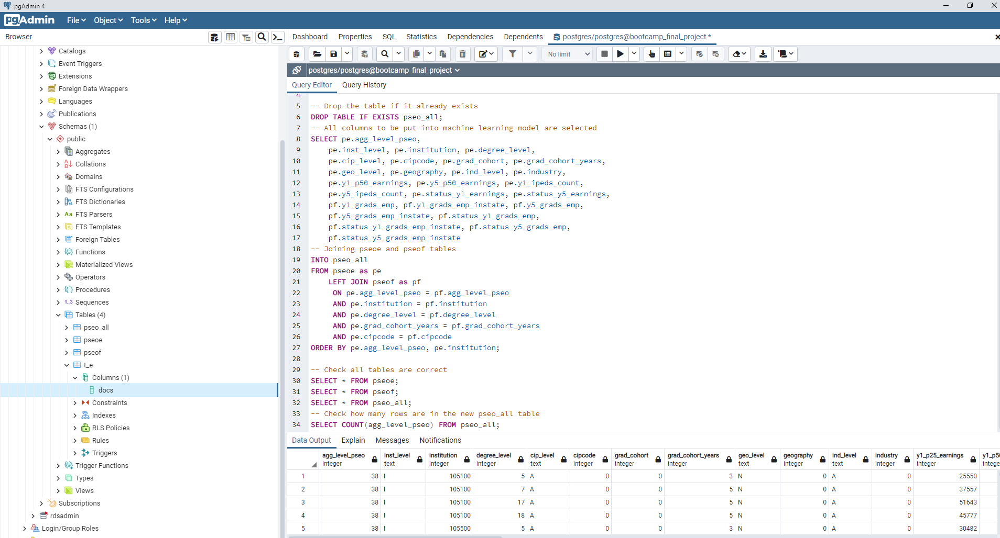 pgAdmin 4
pgAdmin File Object Tools Help
Browser
Dashboard Properties SQL Statistics Dependencies Dependents postgres/postgres@bootcamp_final_project *
No limit
postgres/postgres@bootcamp_final_project
Query Editor Query History
Catalogs
Event Triggers
Extensions
Foreign Data Wrappers
Languages
Publications
Schemas (1)
public
Aggregates
Collations
Domains
FTS Configurations
FTS Dictionaries
Aa FTS Parsers
FTS Templates
Foreign Tables
Functions
Materialized Views
Operators
Procedures
1..3 Sequences
Tables (4)
pseo_all
pseoe
pseof
t_e
Columns (1)
docs
Constraints
Indexes
RLS Policies
Rules
Triggers
Trigger Functions
Types
Views
Subscriptions
rdsadmin
Login/Group Roles
4
5 -- Drop the table if it already exists
6 DROP TABLE IF EXISTS pseo_all;
7 -- All columns to be put into machine learning model are selected
8 SELECT pe.agg_level_pseo,
9 pe.inst_level, pe.institution, pe.degree_level,
10 pe.cip_level, pe.cipcode, pe.grad_cohort, pe.grad_cohort_years,
11 pe.geo_level, pe.geography, pe.ind_level, pe.industry,
12 pe.y1_p50_earnings, pe.y5_p50_earnings, pe.y1_ipeds_count,
13 pe.y5_ipeds_count, pe.status_y1_earnings, pe.status_y5_earnings,
14 pf.y1_grads_emp, pf.y1_grads_emp_instate, pf.y5_grads_emp,
15 pf.y5_grads_emp_instate, pf.status_y1_grads_emp,
16 pf.status_y1_grads_emp_instate, pf.status_y5_grads_emp,
17 pf.status_y5_grads_emp_instate
18 -- Joining pseoe and pseof tables
19 INTO pseo_all
20 FROM pseoe as pe
21 LEFT JOIN pseof as pf
22 ON pe.agg_level_pseo = pf.agg_level_pseo
23 AND pe.institution = pf.institution
24 AND pe.degree_level = pf.degree_level
25 AND pe.grad_cohort_years = pf.grad_cohort_years
26 AND pe.cipcode = pf.cipcode
27 ORDER BY pe.agg_level_pseo, pe.institution;
28
29 -- Check all tables are correct
30 SELECT * FROM pseoe;
31 SELECT * FROM pseof;
32 SELECT * FROM pseo_all;
33 -- Check how many rows are in the new pseo_all table
34 SELECT COUNT(agg_level_pseo) FROM pseo_all;
Data Output Explain Messages Notifications
agg_level_pseo inst_level institution degree_level cip_level cipcode grad_cohort grad_cohort_years geo_level geography ind_level industry y1_p25_earnings y1_p50
integer text integer integer text integer integer integer text integer text integer integer intege
1 38 I 105100 5 A 0 0 3 N 0 A 0 25550
2 38 I 105100 7 A 0 0 5 N 0 A 0 37557
3 38 I 105100 17 A 0 0 5 N 0 A 0 51643
4 38 I 105100 18 A 0 0 5 N 0 A 0 45777
5 38 I 105500 5 A 0 0 3 N 0 A 0 30482